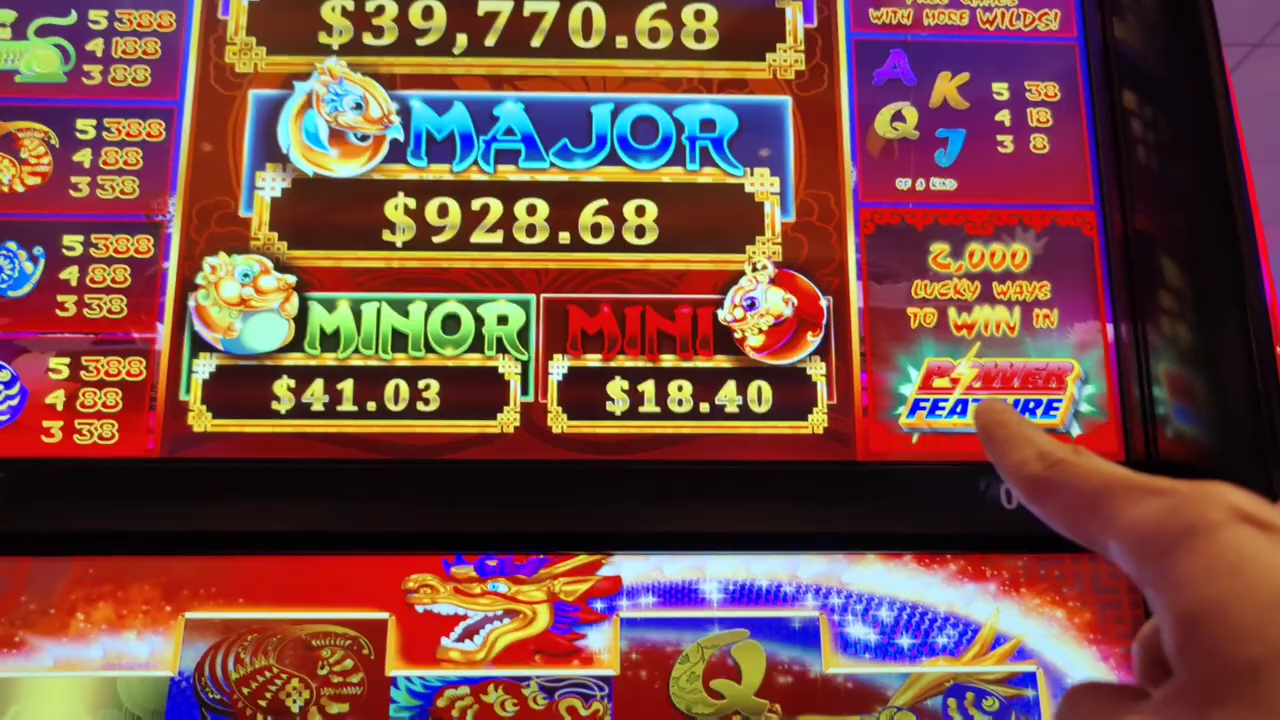 5 388
4 188
3 88
5 388
4 88
3 38
5 388
4 88
3 38
5 388
4 88
3 38
$39,770.68
MAJOR
$928.68
MINOR
$41.03
MINI
$18.40
WITH MORE WILDS!
A
K
Q
J
5 38
4 18
3 8
OF A KIND
2,000
LUCKY WAYS
TO WIN IN
POWER
FEATURE
0
Q